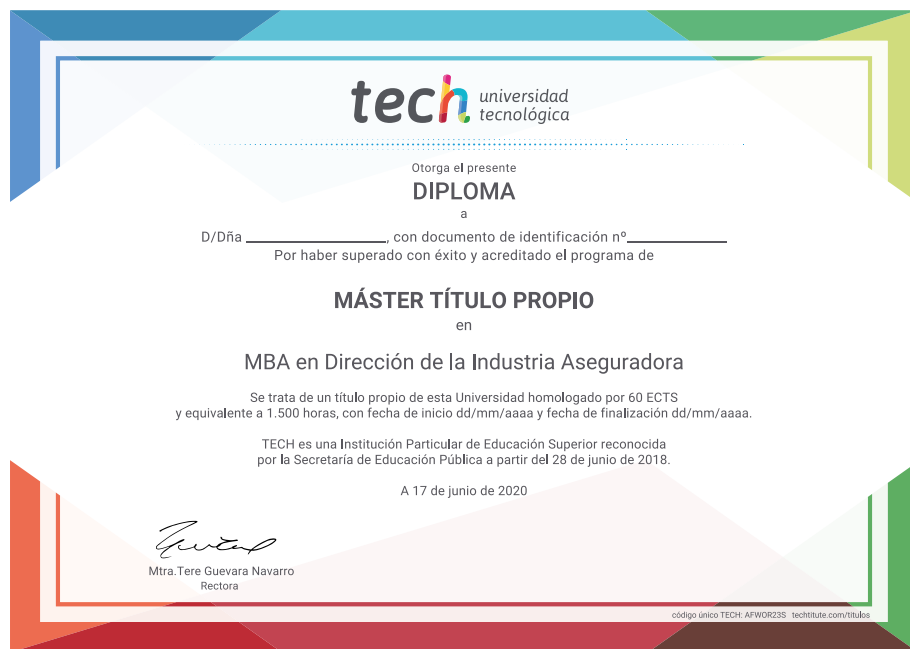 tech universidad
tecnológica
Otorga el presente
DIPLOMA
a
D/Dña ____________, con documento de identificación nº__________
Por haber superado con éxito y acreditado el programa de
MÁSTER TÍTULO PROPIO
en
MBA en Dirección de la Industria Aseguradora
Se trata de un título propio de esta Universidad homologado por 60 ECTS
y equivalente a 1.500 horas, con fecha de inicio dd/mm/aaaa y fecha de finalización dd/mm/aaaa.
TECH es una Institución Particular de Educación Superior reconocida
por la Secretaría de Educación Pública a partir del 28 de junio de 2018.
A 17 de junio de 2020
Mtra.Tere Guevara Navarro
Rectora
código único TECH: AFWOR23S techtitute.com/titulos